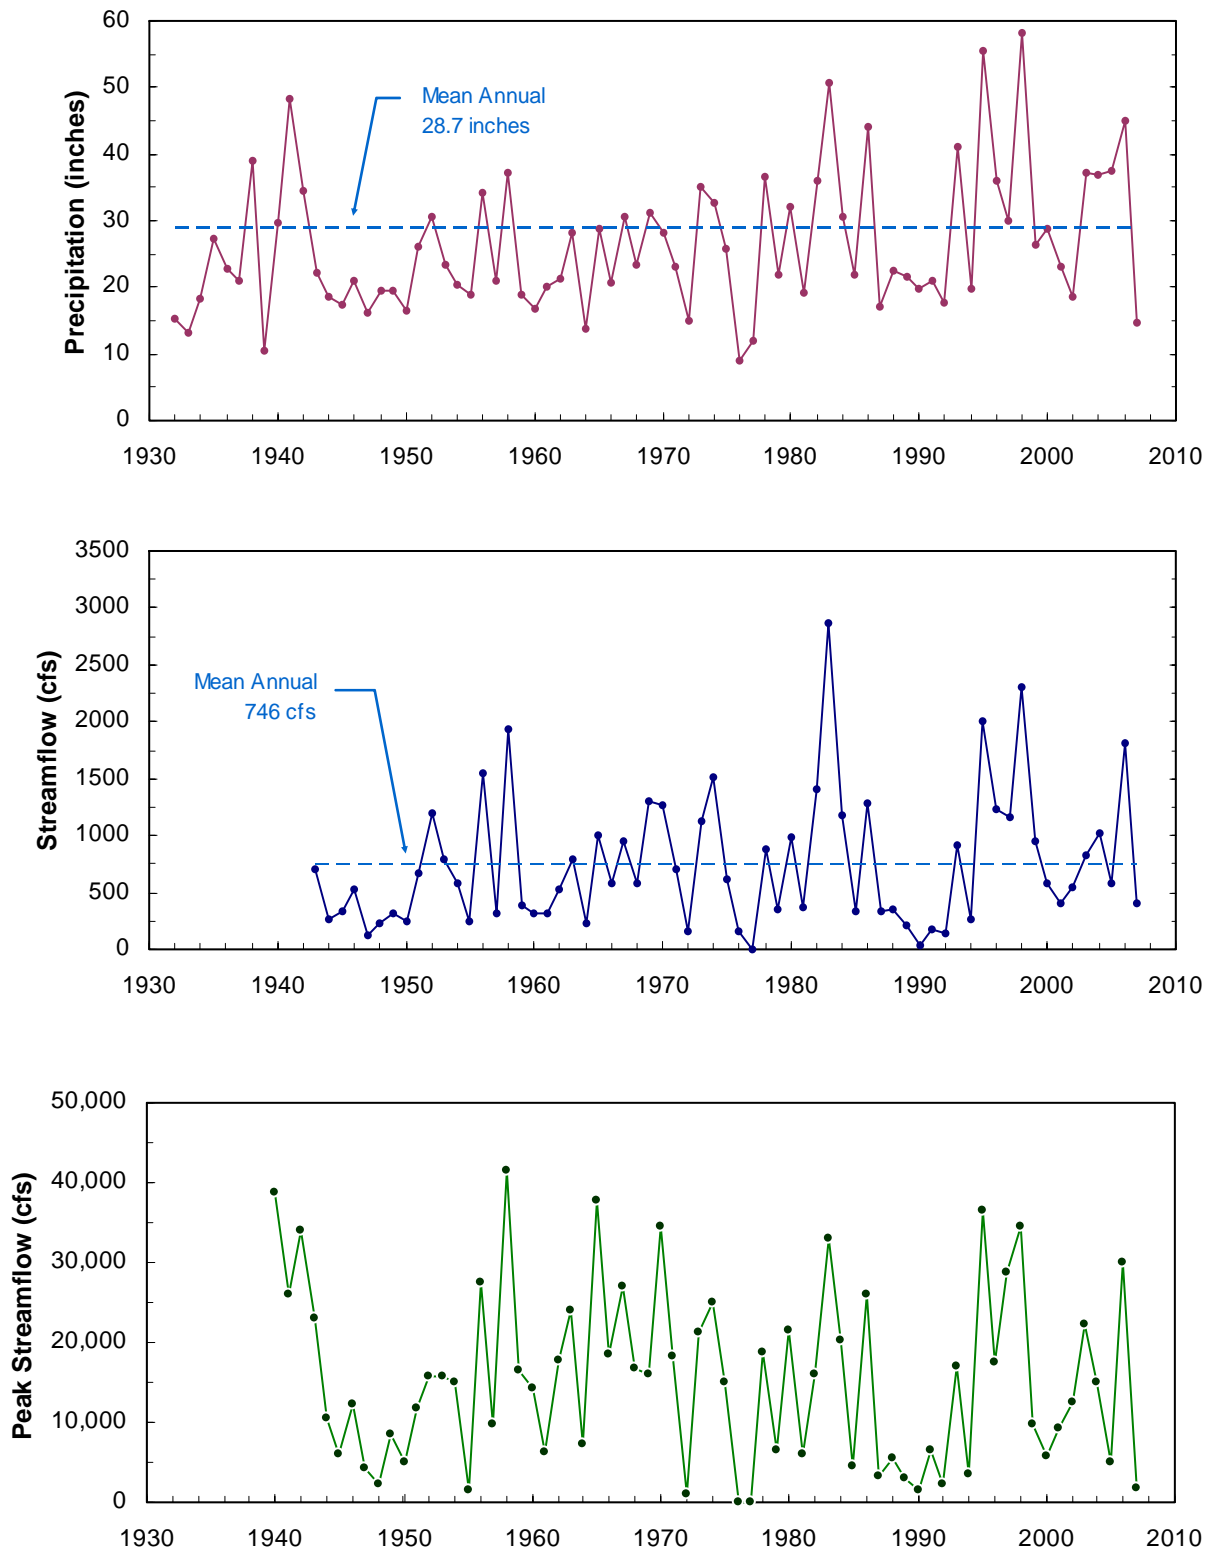 60
50
40
30
20
10
0
Precipitation (inches)
Mean Annual
28.7 inches
1930 1940 1950 1960 1970 1980 1990 2000 2010
3500
3000
2500
2000
1500
1000
500
0
Streamflow (cfs)
Mean Annual
746 cfs
1930 1940 1950 1960 1970 1980 1990 2000 2010
50,000
40,000
30,000
20,000
10,000
0
Peak Streamflow (cfs)
1930 1940 1950 1960 1970 1980 1990 2000 2010